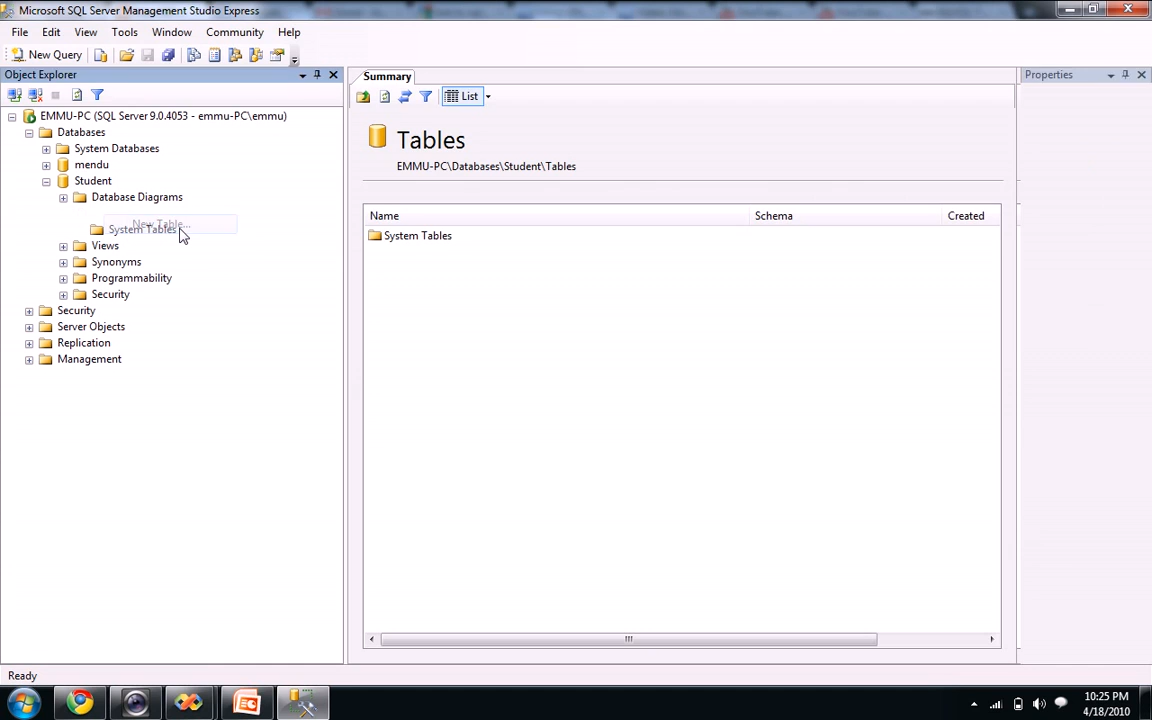 Microsoft SQL Server Management Studio Express
File Edit View Tools Window Community Help
New Query
Object Explorer
Summary
Properties
List
EMMU-PC (SQL Server 9.0.4053 - emmu-PC\emmu)
Databases
System Databases
mendu
Student
Database Diagrams
New Table...
System Tables
Views
Synonyms
Programmability
Security
Security
Server Objects
Replication
Management
Tables
EMMU-PC\Databases\Student\Tables
Name Schema Created
System Tables
Ready
10:25 PM
4/18/2010